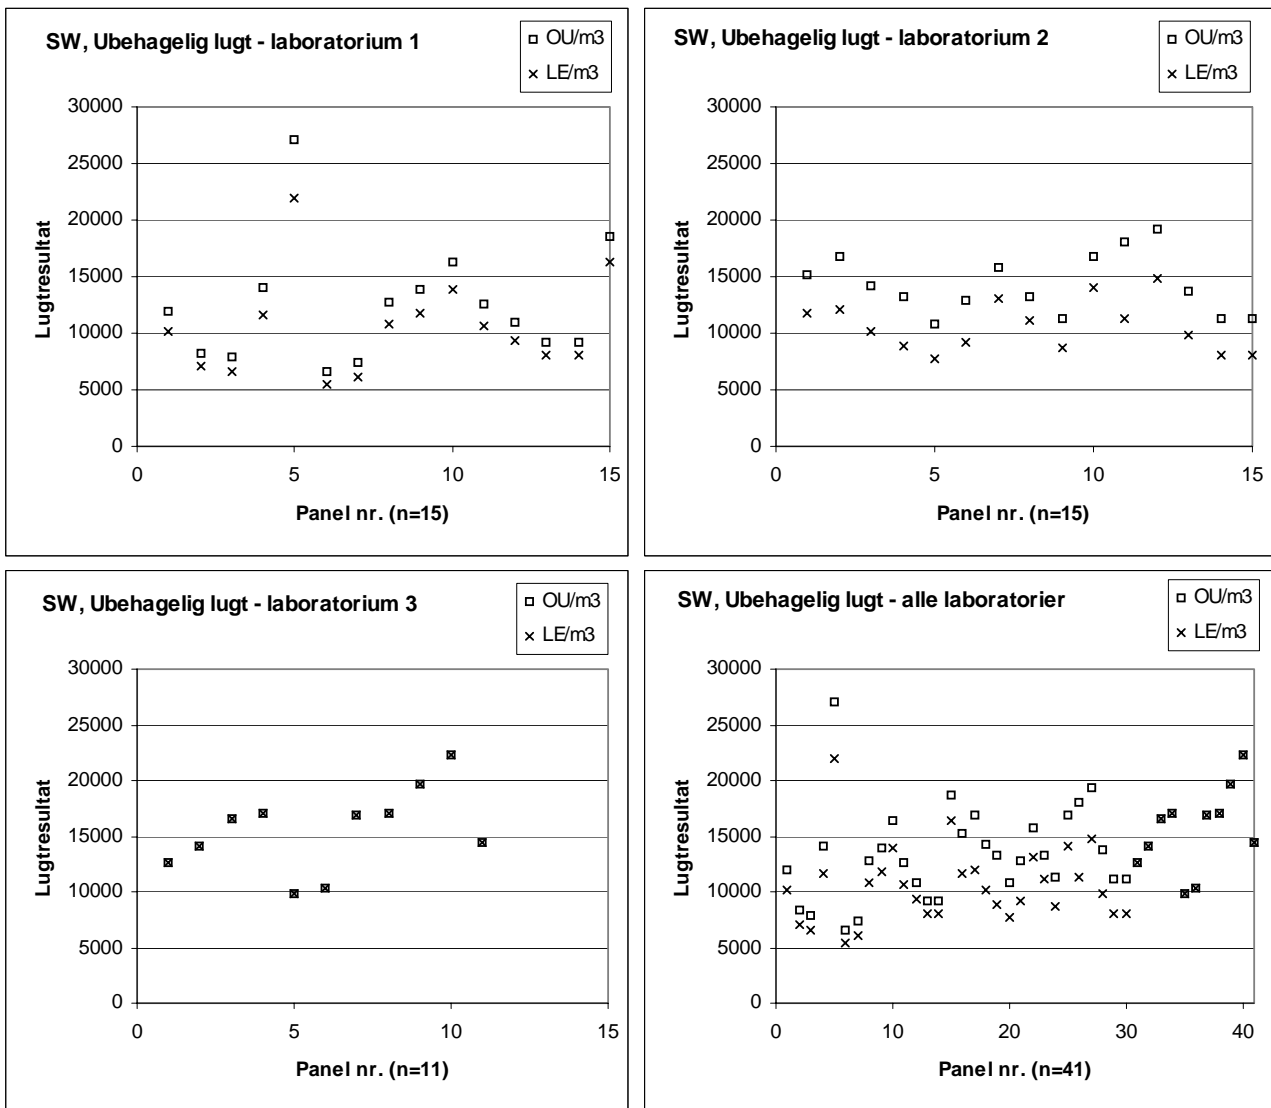 SW, Ubehagelig lugt - laboratorium 1
OU/m3
LE/m3
Lugtresultat
30000
25000
20000
15000
10000
5000
0
0 5 10 15
Panel nr. (n=15)
SW, Ubehagelig lugt - laboratorium 2
OU/m3
LE/m3
Lugtresultat
30000
25000
20000
15000
10000
5000
0
0 5 10 15
Panel nr. (n=15)
SW, Ubehagelig lugt - laboratorium 3
OU/m3
LE/m3
Lugtresultat
30000
25000
20000
15000
10000
5000
0
0 5 10 15
Panel nr. (n=11)
SW, Ubehagelig lugt - alle laboratorier
OU/m3
LE/m3
Lugtresultat
30000
25000
20000
15000
10000
5000
0
0 10 20 30 40
Panel nr. (n=41)